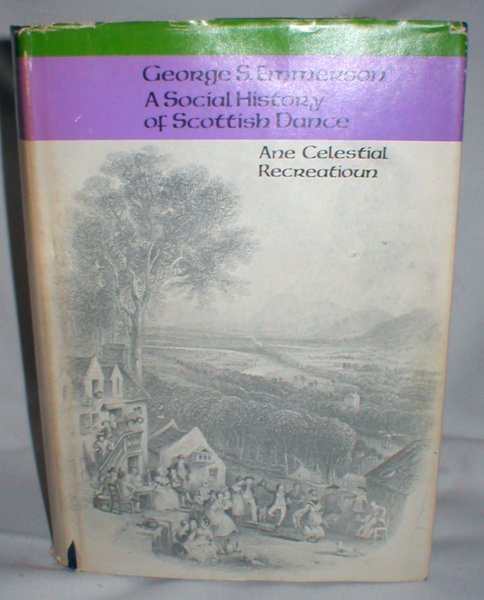 George S. Emmerson
A Social History
of Scottish Dance
Ane Celestial
Recreatioun